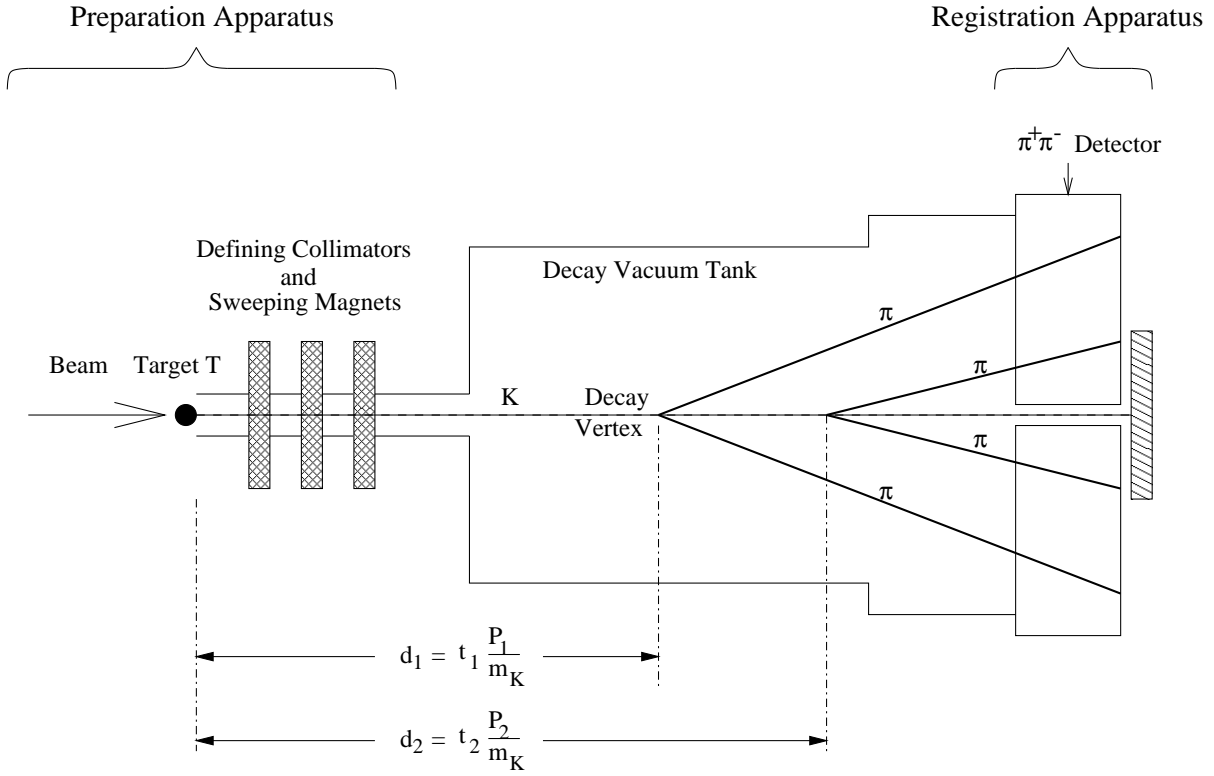 Preparation Apparatus
Registration Apparatus
π⁺π⁻ Detector
Defining Collimators
and
Sweeping Magnets
Decay Vacuum Tank
Beam
Target T
K
Decay
Vertex
π
π
π
π
d₁ = t₁ P₁/m_K
d₂ = t₂ P₂/m_K